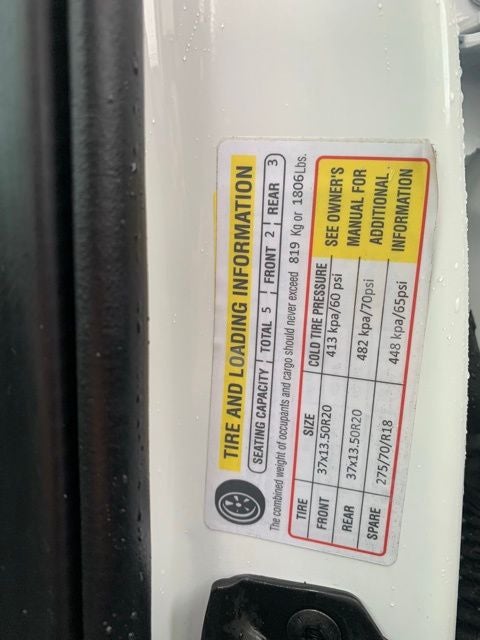 TIRE AND LOADING INFORMATION
SEATING CAPACITY TOTAL 5 FRONT 2 REAR 3
The combined weight of occupants and cargo should never exceed 819 Kg or 1806Lbs.
TIRE SIZE COLD TIRE PRESSURE SEE OWNER'S MANUAL FOR ADDITIONAL INFORMATION
FRONT 37x13.50R20 413 kpa/60 psi
REAR 37x13.50R20 482 kpa/70psi
SPARE 275/70/R18 448 kpa/65psi